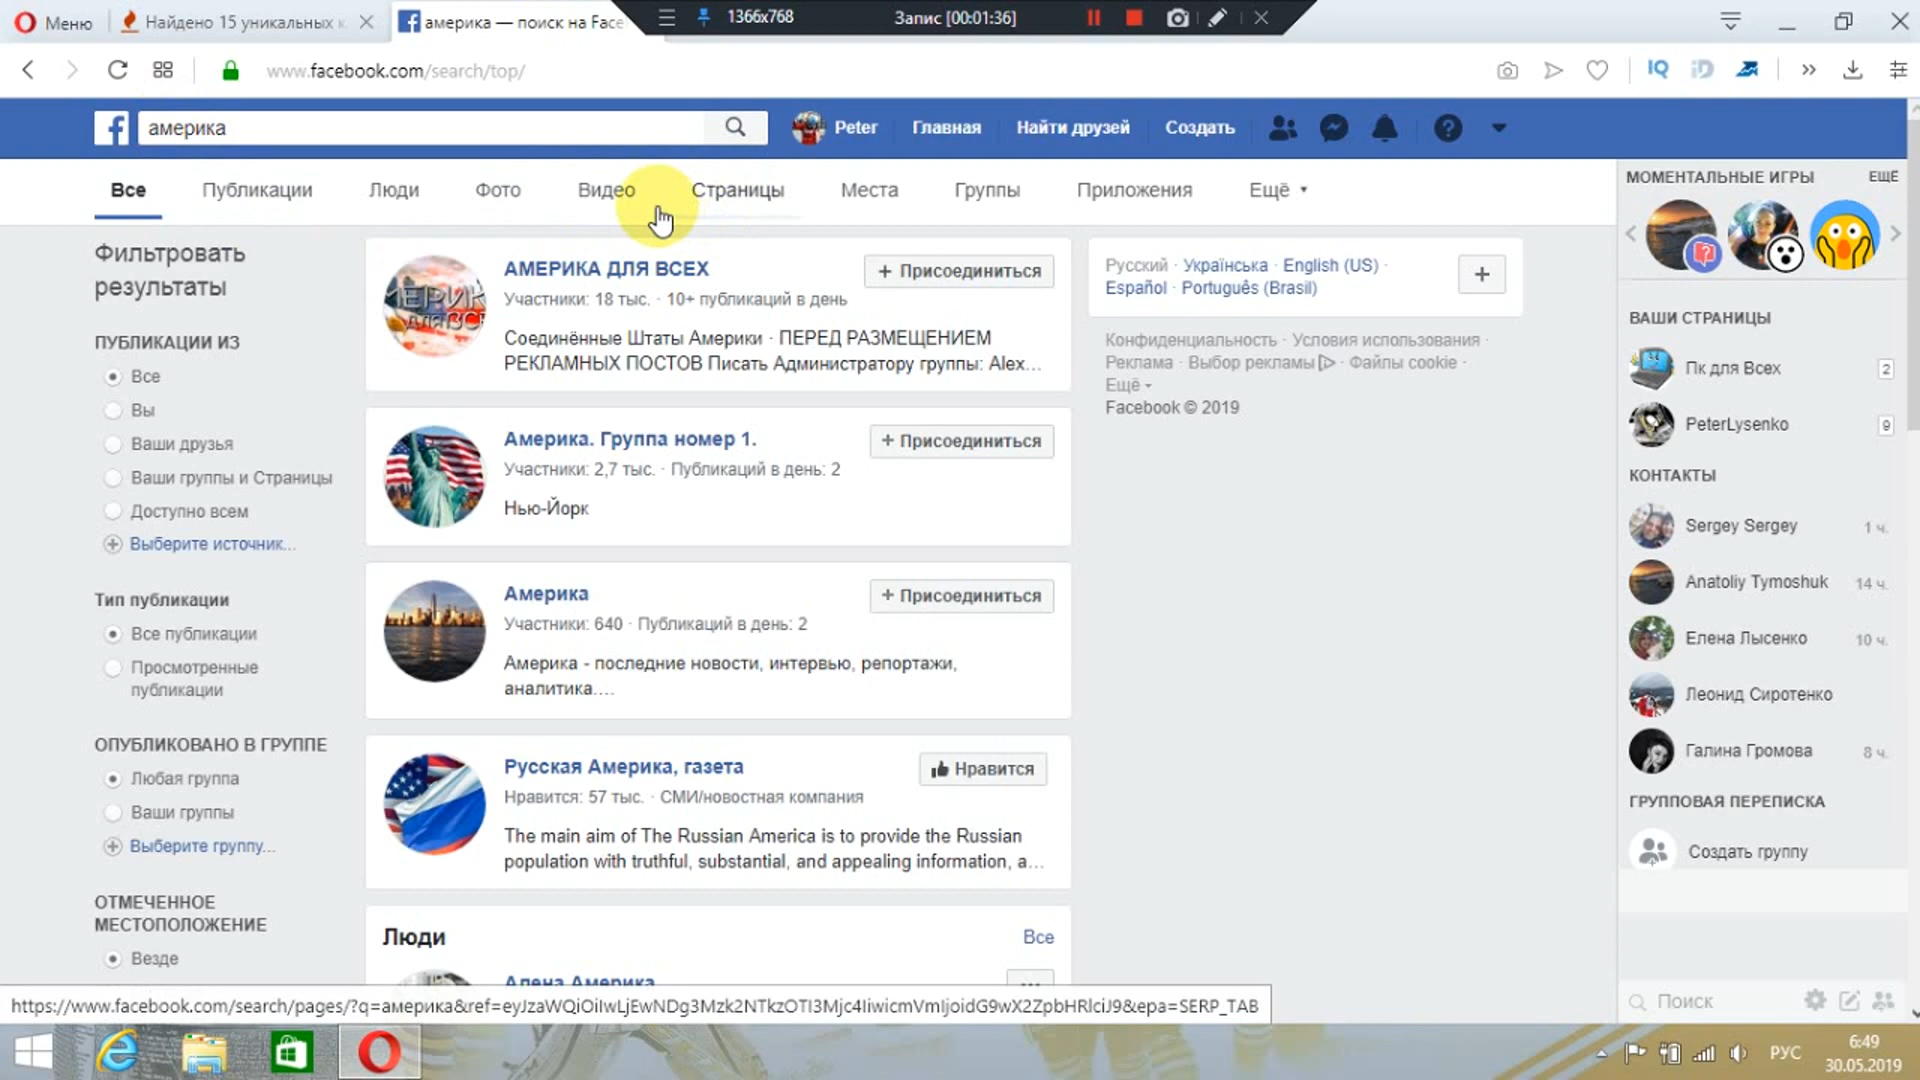 Меню
Найдено 15 уникальных к
америка — поиск на Face
1366x768
Запис [00:01:36]
www.facebook.com/search/top/
америка
Peter
Главная
Найти друзей
Создать
Все
Публикации
Люди
Фото
Видео
Страницы
Места
Группы
Приложения
Ещё
Фильтровать
результаты
ПУБЛИКАЦИИ ИЗ
Все
Вы
Ваши друзья
Ваши группы и Страницы
Доступно всем
Выберите источник...
Тип публикации
Все публикации
Просмотренные
публикации
ОПУБЛИКОВАНО В ГРУППЕ
Любая группа
Ваши группы
Выберите группу...
ОТМЕЧЕННОЕ
МЕСТОПОЛОЖЕНИЕ
Везде
АМЕРИКА ДЛЯ ВСЕХ
+ Присоединиться
Участники: 18 тыс. · 10+ публикаций в день
Соединённые Штаты Америки · ПЕРЕД РАЗМЕЩЕНИЕМ
РЕКЛАМНЫХ ПОСТОВ Писать Администратору группы: Alex...
Америка. Группа номер 1.
+ Присоединиться
Участники: 2,7 тыс. · Публикаций в день: 2
Нью-Йорк
Америка
+ Присоединиться
Участники: 640 · Публикаций в день: 2
Америка - последние новости, интервью, репортажи,
аналитика....
Русская Америка, газета
Нравится
Нравится: 57 тыс. · СМИ/новостная компания
The main aim of The Russian America is to provide the Russian
population with truthful, substantial, and appealing information, a...
Люди
Все
Алена Америка
Русский · Українська · English (US) ·
Español · Português (Brasil)
Конфиденциальность · Условия использования ·
Реклама · Выбор рекламы · Файлы cookie ·
Ещё
Facebook © 2019
МОМЕНТАЛЬНЫЕ ИГРЫ
ЕЩЁ
ВАШИ СТРАНИЦЫ
Пк для Всех
2
PeterLysenko
9
КОНТАКТЫ
Sergey Sergey
1 ч.
Anatoliy Tymoshuk
14 ч.
Елена Лысенко
10 ч.
Леонид Сиротенко
Галина Громова
8 ч.
ГРУППОВАЯ ПЕРЕПИСКА
Создать группу
Поиск
https://www.facebook.com/search/pages/?q=америка&ref=eyJzaWQiOiIwLjEwNDg3Mzk2NTkzOTI3Mjc4IiwicmVmIjoidG9wX2ZpbHRlciJ9&epa=SERP_TAB
РУС
6:49
30.05.2019